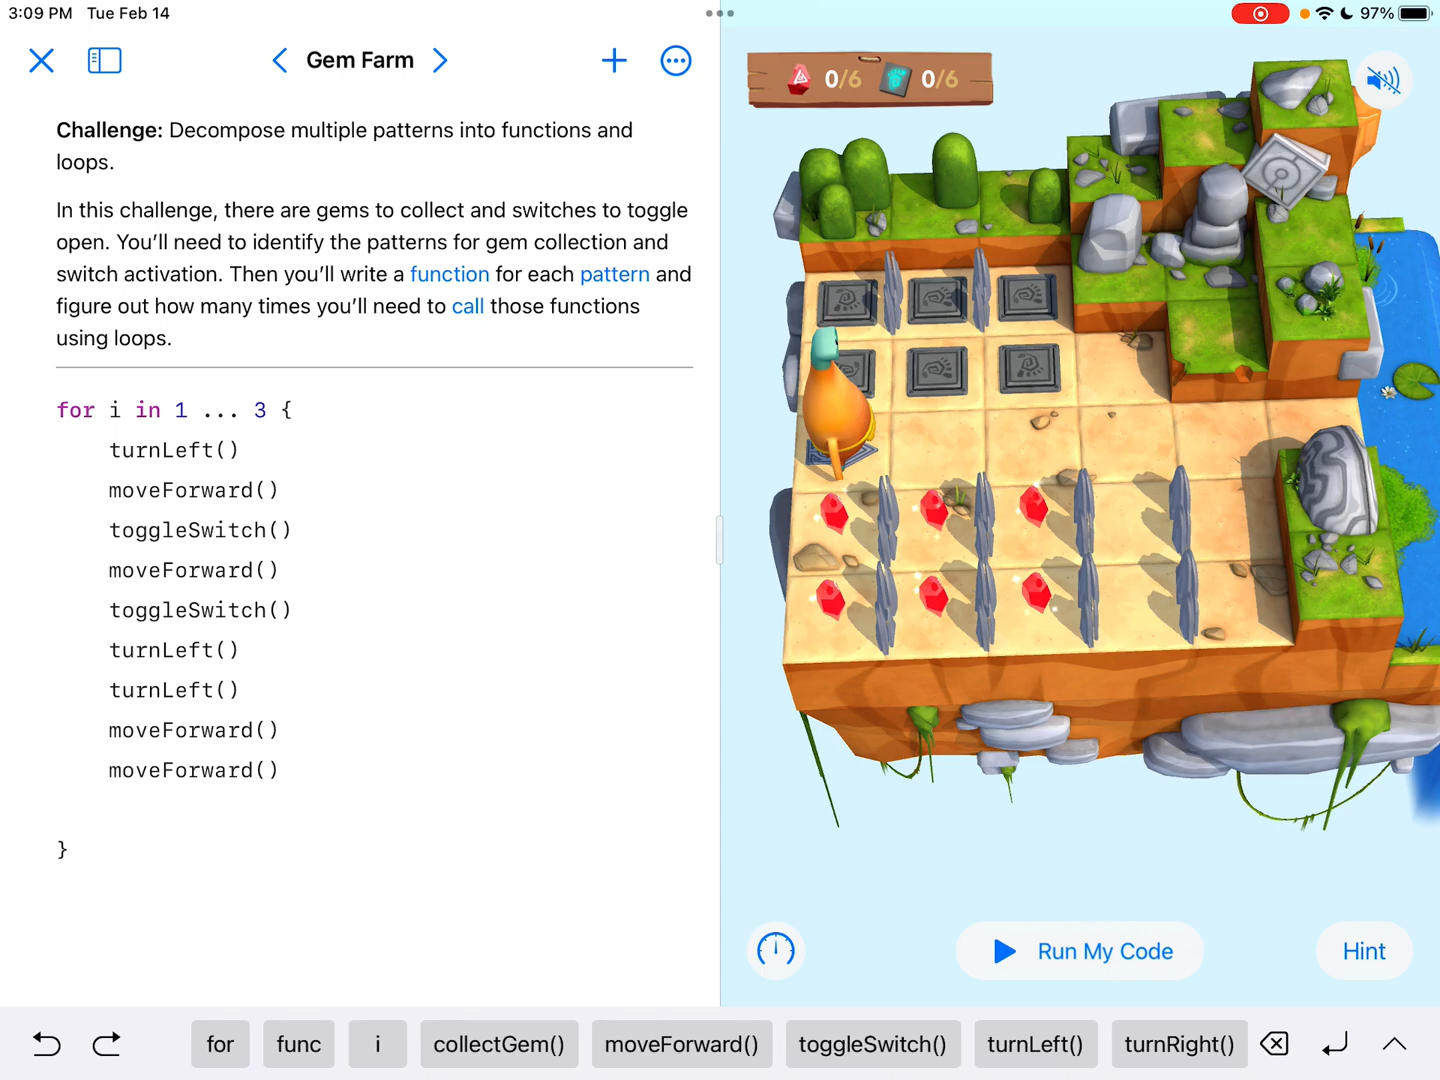 3:09 PM Tue Feb 14
97%
Gem Farm
0/6 0/6
Challenge: Decompose multiple patterns into functions and
loops.
In this challenge, there are gems to collect and switches to toggle
open. You’ll need to identify the patterns for gem collection and
switch activation. Then you’ll write a function for each pattern and
figure out how many times you’ll need to call those functions
using loops.
for i in 1 ... 3 {
turnLeft()
moveForward()
toggleSwitch()
moveForward()
toggleSwitch()
turnLeft()
turnLeft()
moveForward()
moveForward()
}
Run My Code
Hint
for func i collectGem() moveForward() toggleSwitch() turnLeft() turnRight()